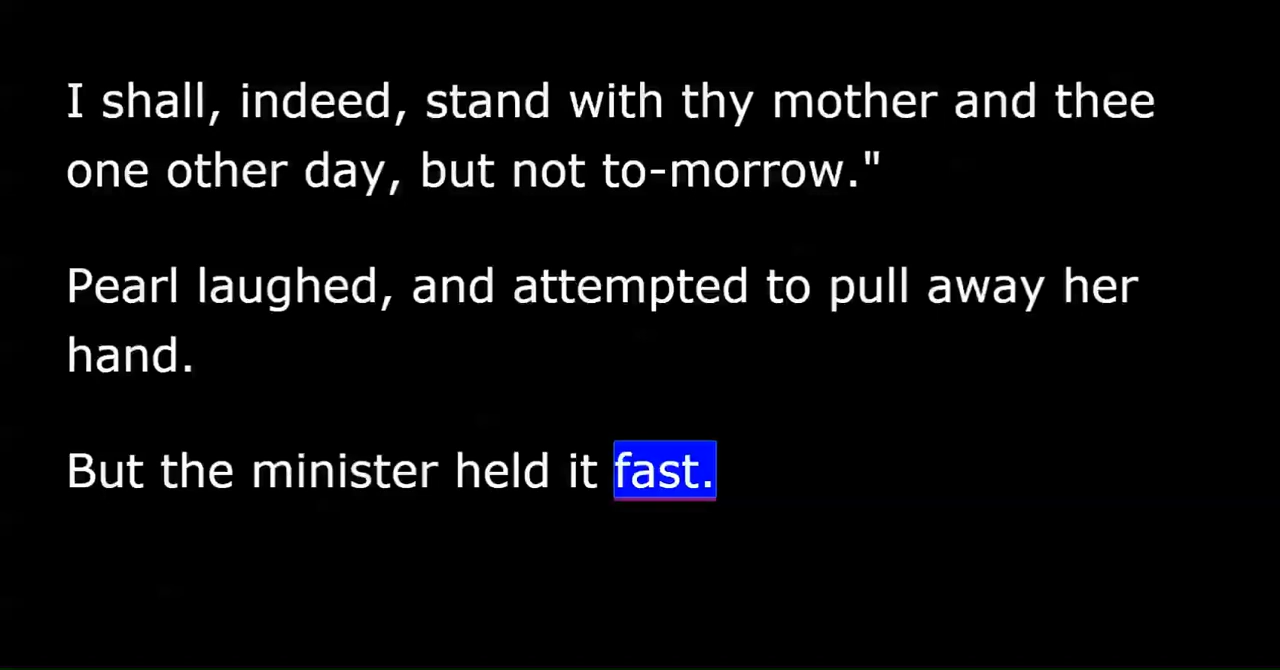 I shall, indeed, stand with thy mother and thee
one other day, but not to-morrow."
Pearl laughed, and attempted to pull away her
hand.
But the minister held it fast.